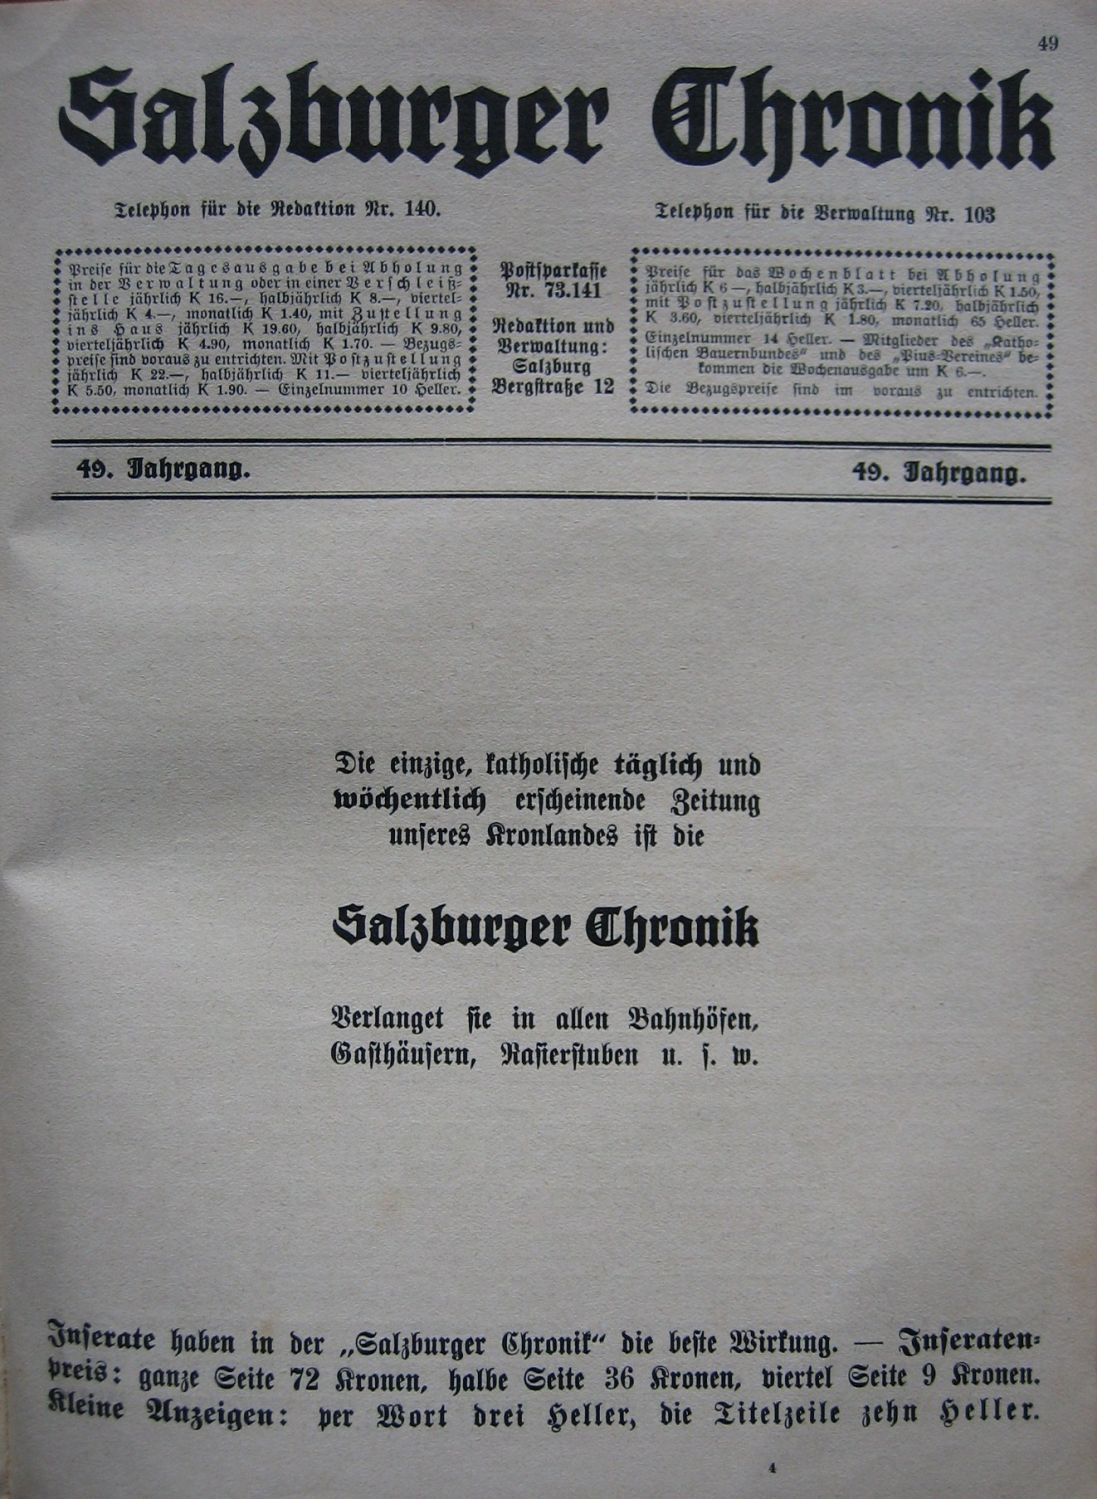 49
Salzburger Chronik
Telephon für die Redaktion Nr. 140.
Telephon für die Verwaltung Nr. 103
Preise für die Tagesausgabe bei Abholung
in der Verwaltung oder in einer Verschleiß-
stelle jährlich K 16.—, halbjährlich K 8.—, viertel-
jährlich K 4.—, monatlich K 1.40, mit Zustellung
ins Haus jährlich K 19.60, halbjährlich K 9.80,
vierteljährlich K 4.90, monatlich K 1.70. — Bezugs-
preise sind voraus zu entrichten. Mit Postzustellung
jährlich K 22.—, halbjährlich K 11.— vierteljährlich
K 5.50, monatlich K 1.90. — Einzelnummer 10 Heller.
Postsparkasse
Nr. 73.141
Redaktion und
Verwaltung:
Salzburg
Bergstraße 12
Preise für das Wochenblatt bei Abholung
jährlich K 6 —, halbjährlich K 3.—, vierteljährlich K 1.50,
mit Postzustellung jährlich K 7.20, halbjährlich
K 3.60, vierteljährlich K 1.80, monatlich 65 Heller.
Einzelnummer 14 Heller. — Mitglieder des „Katho-
lischen Bauernbundes“ und des „Pius-Vereines“ be-
kommen die Wochenausgabe um K 6.—.
Die Bezugspreise sind im voraus zu entrichten.
49. Jahrgang.
49. Jahrgang.
Die einzige, katholische täglich und
wöchentlich erscheinende Zeitung
unseres Kronlandes ist die
Salzburger Chronik
Verlanget sie in allen Bahnhöfen,
Gasthäusern, Rasierstuben u. s. w.
Inserate haben in der „Salzburger Chronik“ die beste Wirkung. — Inseraten-
preis: ganze Seite 72 Kronen, halbe Seite 36 Kronen, viertel Seite 9 Kronen.
Kleine Anzeigen: per Wort drei Heller, die Titelzeile zehn Heller.
4